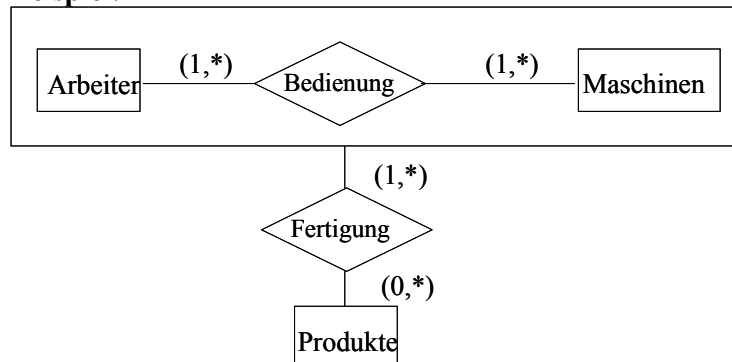 (1,*)
(1,*)
Arbeiter
Bedienung
Maschinen
(1,*)
Fertigung
(0,*)
Produkte